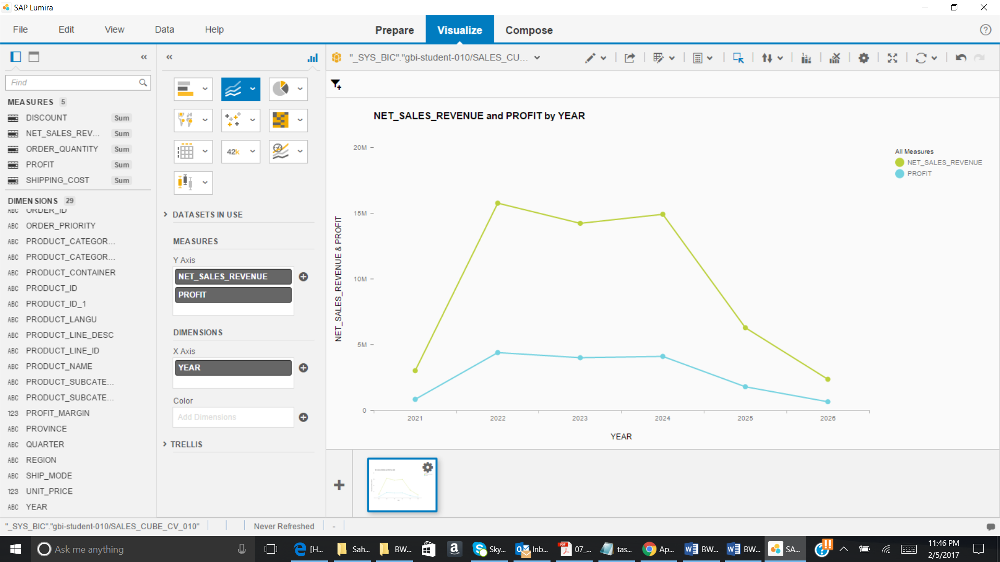 SAP Lumira
File Edit View Data Help
Prepare Visualize Compose
"_SYS_BIC"."gbi-student-010/SALES_CU...
Find
MEASURES 5
DISCOUNT Sum
NET_SALES_REV... Sum
ORDER_QUANTITY Sum
PROFIT Sum
SHIPPING_COST Sum
DIMENSIONS 29
ABC ORDER_ID
ABC ORDER_PRIORITY
ABC PRODUCT_CATEGOR...
ABC PRODUCT_CATEGOR...
ABC PRODUCT_CONTAINER
ABC PRODUCT_ID
ABC PRODUCT_ID_1
ABC PRODUCT_LANGU
ABC PRODUCT_LINE_DESC
ABC PRODUCT_LINE_ID
ABC PRODUCT_NAME
ABC PRODUCT_SUBCATE...
ABC PRODUCT_SUBCATE...
123 PROFIT_MARGIN
ABC PROVINCE
ABC QUARTER
ABC REGION
ABC SHIP_MODE
123 UNIT_PRICE
ABC YEAR
42k
DATASETS IN USE
MEASURES
Y Axis
NET_SALES_REVENUE
PROFIT
DIMENSIONS
X Axis
YEAR
Color
Add Dimensions
TRELLIS
NET_SALES_REVENUE and PROFIT by YEAR
NET_SALES_REVENUE & PROFIT
20M
15M
10M
5M
0
2021 2022 2023 2024 2025 2026
YEAR
All Measures
NET_SALES_REVENUE
PROFIT
"_SYS_BIC"."gbi-student-010/SALES_CUBE_CV_010" Never Refreshed -
Ask me anything
[H...
Sah...
BW...
Sky...
Inb...
07_...
tas...
Ap...
BW...
BW...
SA...
11:46 PM
2/5/2017